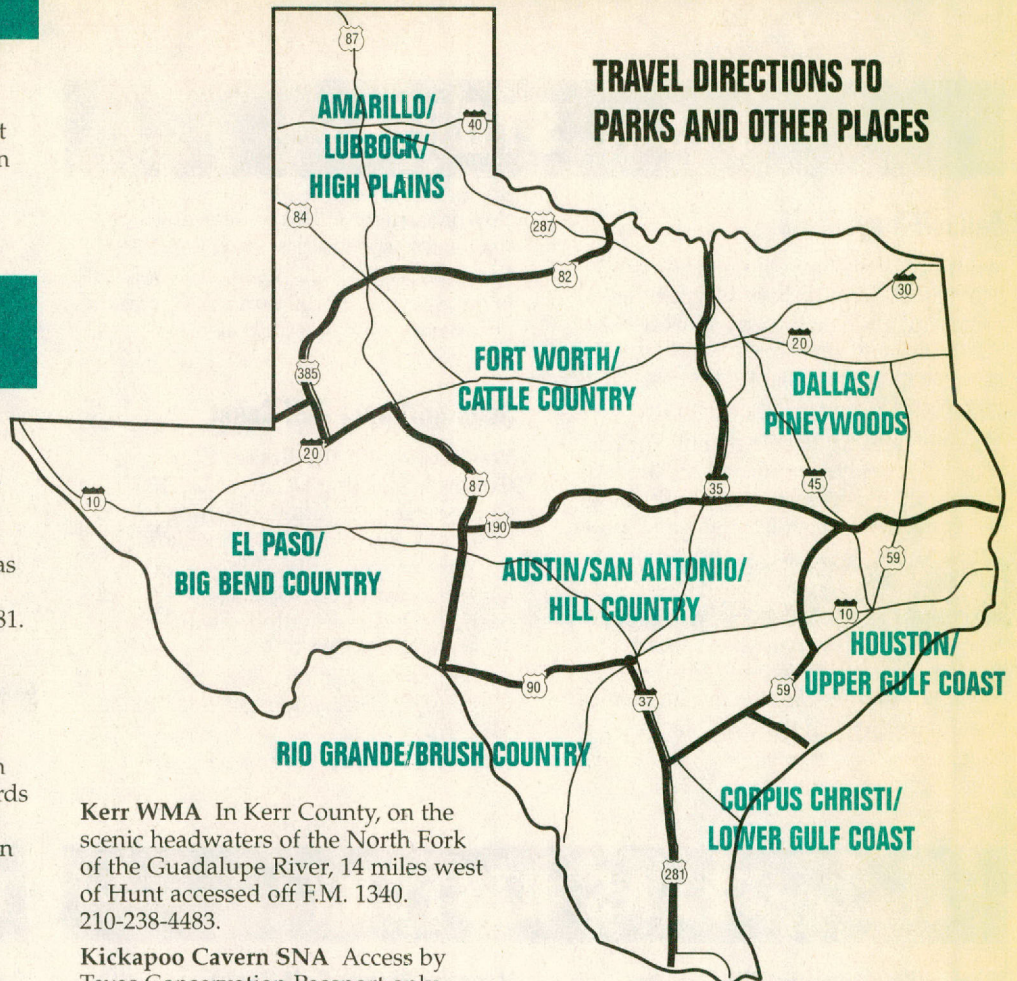 TRAVEL DIRECTIONS TO
PARKS AND OTHER PLACES
87
AMARILLO/
LUBBOCK/
HIGH PLAINS
40
84
287
82
30
20
385
FORT WORTH/
CATTLE COUNTRY
DALLAS/
PINEYWOODS
20
10
87
35
45
190
59
EL PASO/
BIG BEND COUNTRY
AUSTIN/SAN ANTONIO/
HILL COUNTRY
10
HOUSTON/
UPPER GULF COAST
90
37
59
RIO GRANDE/BRUSH COUNTRY
CORPUS CHRISTI/
LOWER GULF COAST
281
Kerr WMA In Kerr County, on the
scenic headwaters of the North Fork
of the Guadalupe River, 14 miles west
of Hunt accessed off F.M. 1340.
210-238-4483.
Kickapoo Cavern SNA Access by
Texas Conservation Passport only